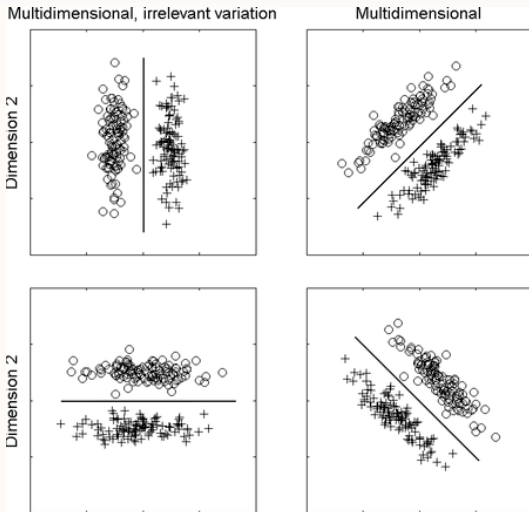 Multidimensional, irrelevant variation
Multidimensional
Dimension 2
Dimension 2